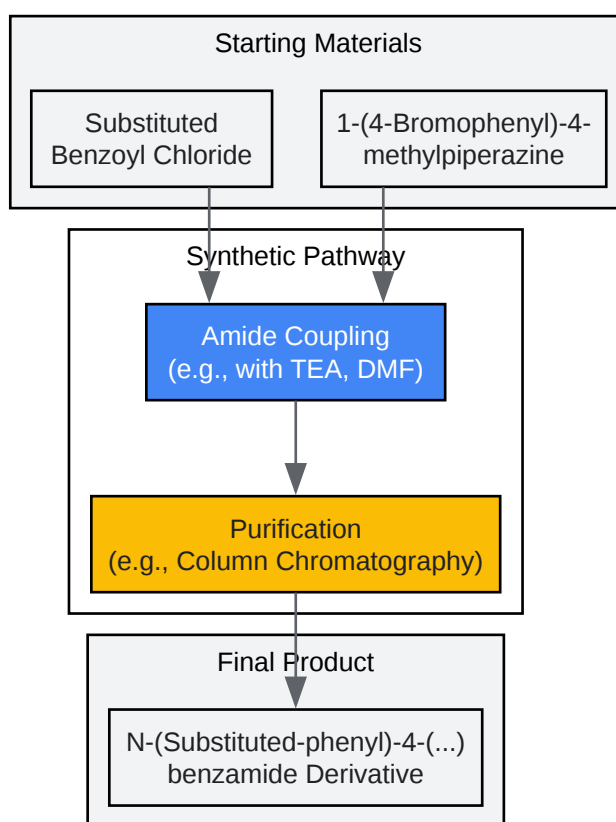 Starting Materials
Substituted
Benzoyl Chloride
1-(4-Bromophenyl)-4-
methylpiperazine
Synthetic Pathway
Amide Coupling
(e.g., with TEA, DMF)
Purification
(e.g., Column Chromatography)
Final Product
N-(Substituted-phenyl)-4-(...)
benzamide Derivative